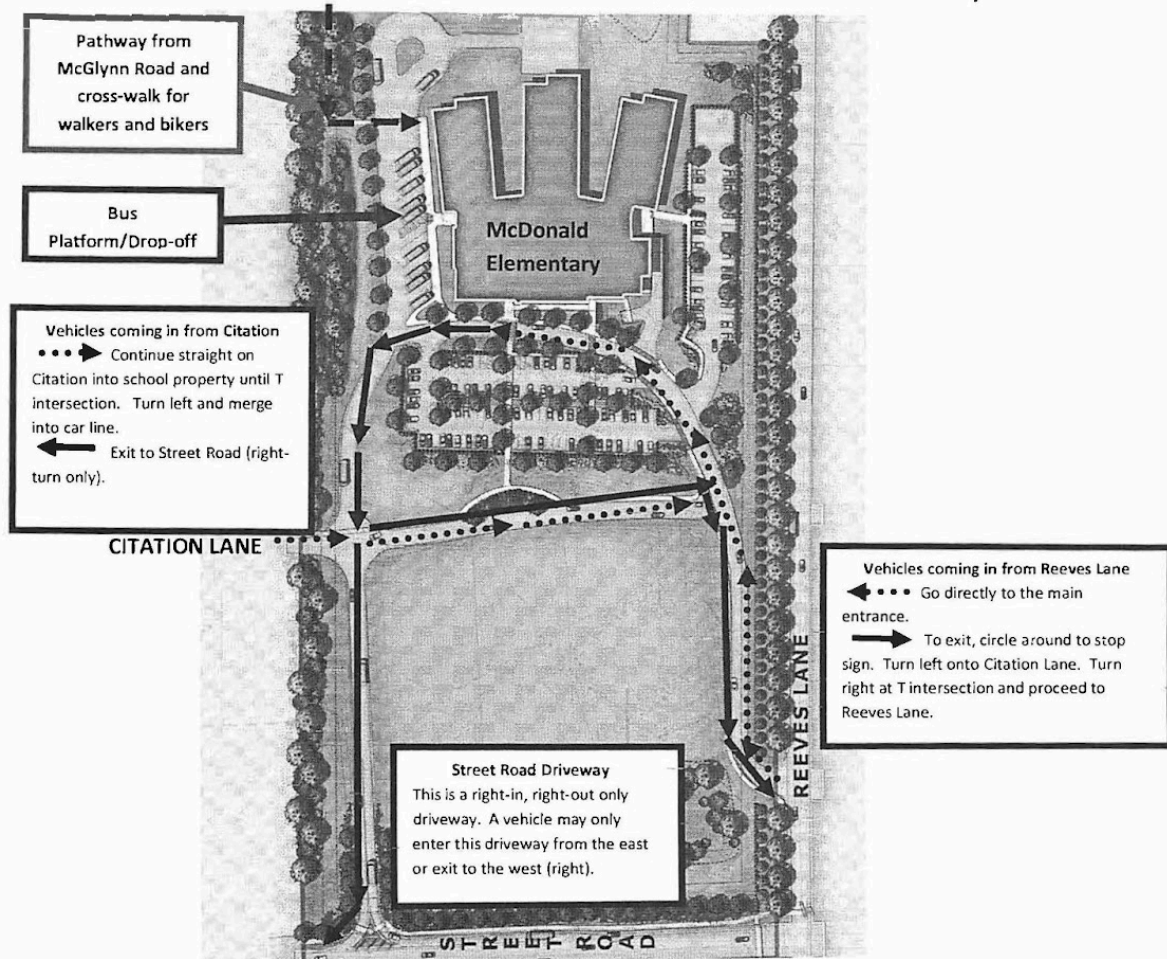 Pathway from
McGlynn Road and
cross-walk for
walkers and bikers
Bus
Platform/Drop-off
McDonald
Elementary
Vehicles coming in from Citation
Continue straight on
Citation into school property until T
intersection. Turn left and merge
into car line.
Exit to Street Road (right-
turn only).
CITATION LANE
Vehicles coming in from Reeves Lane
Go directly to the main
entrance.
To exit, circle around to stop
sign. Turn left onto Citation Lane. Turn
right at T intersection and proceed to
Reeves Lane.
REEVES LANE
Street Road Driveway
This is a right-in, right-out only
driveway. A vehicle may only
enter this driveway from the east
or exit to the west (right).
STREET ROAD